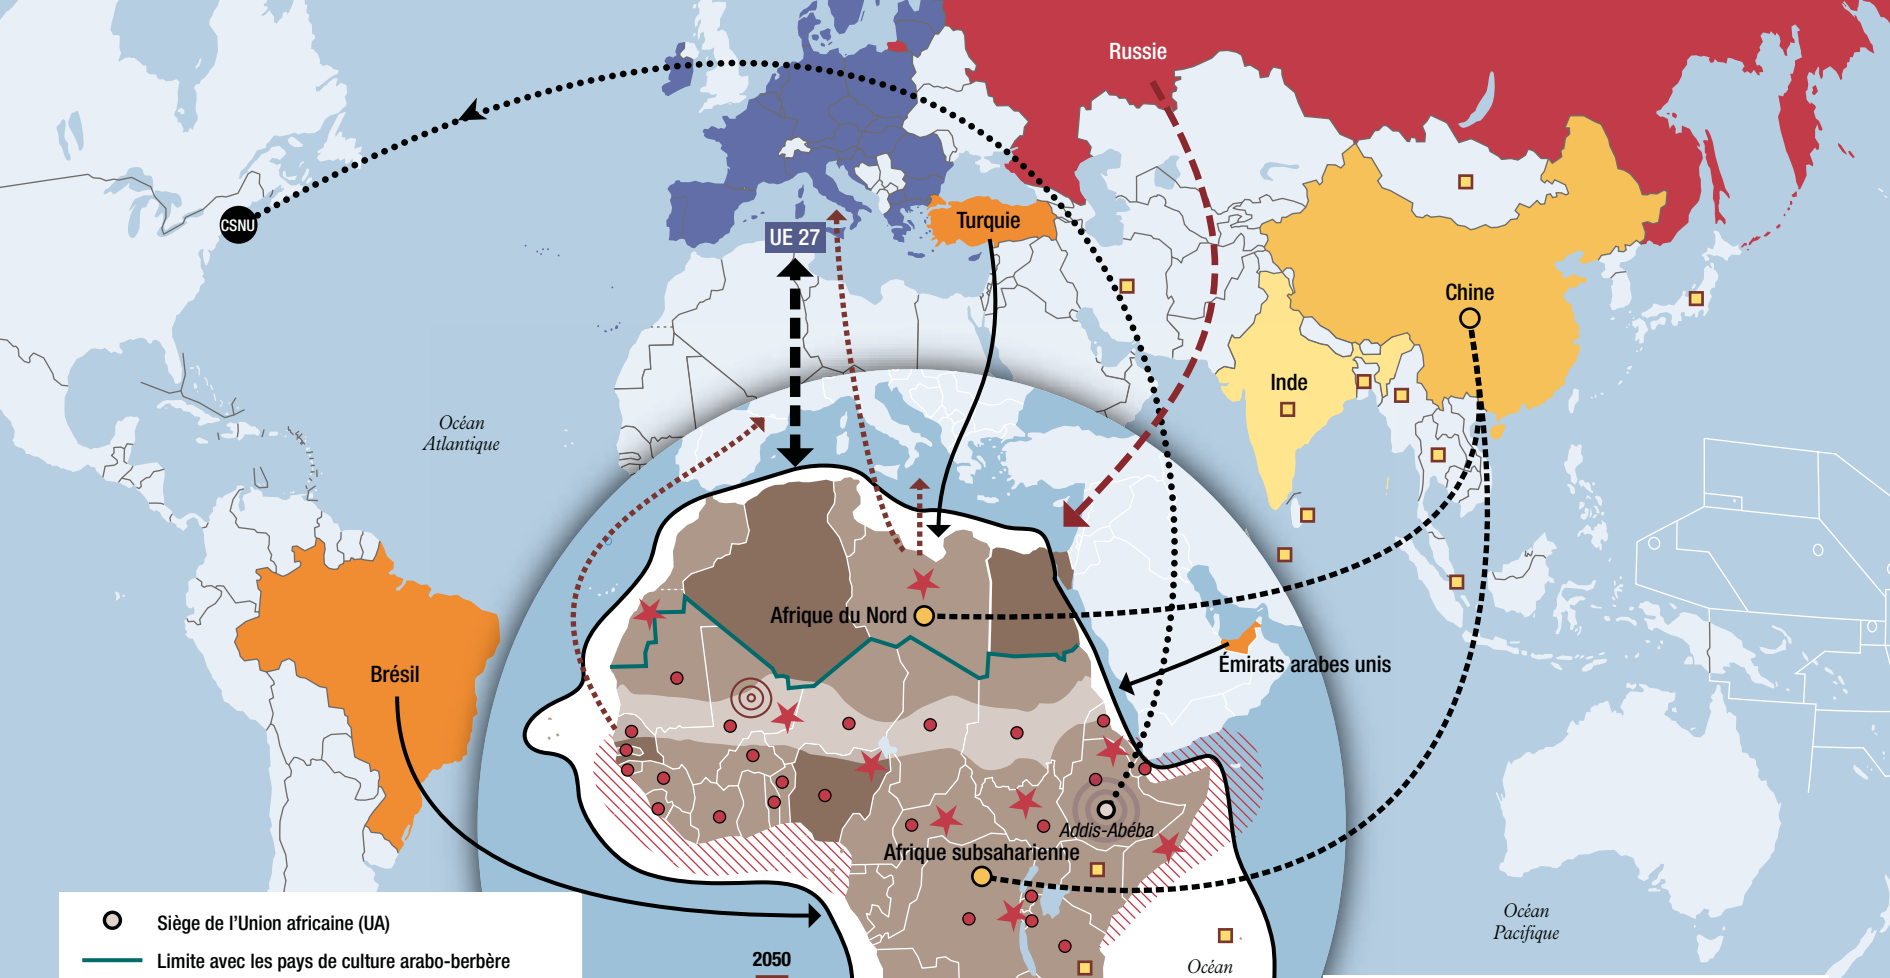 Russie
CSNU
UE 27
Turquie
Chine
Inde
Océan
Atlantique
Afrique du Nord
Émirats arabes unis
Brésil
Addis-Abéba
Afrique subsaharienne
Océan
Pacifique
Siège de l’Union africaine (UA)
Limite avec les pays de culture arabo-berbère
2050
Océan